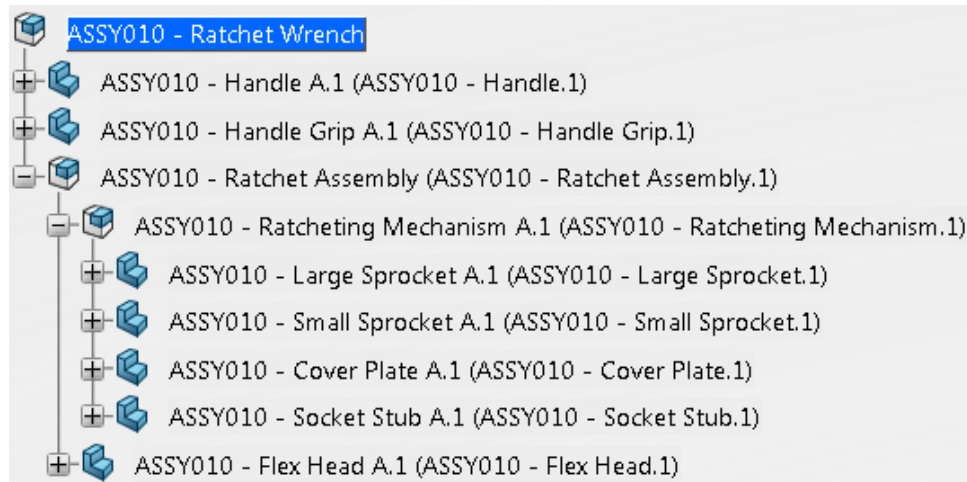 ASSY010 - Ratchet Wrench
ASSY010 - Handle A.1 (ASSY010 - Handle.1)
ASSY010 - Handle Grip A.1 (ASSY010 - Handle Grip.1)
ASSY010 - Ratchet Assembly (ASSY010 - Ratchet Assembly.1)
ASSY010 - Ratcheting Mechanism A.1 (ASSY010 - Ratcheting Mechanism.1)
ASSY010 - Large Sprocket A.1 (ASSY010 - Large Sprocket.1)
ASSY010 - Small Sprocket A.1 (ASSY010 - Small Sprocket.1)
ASSY010 - Cover Plate A.1 (ASSY010 - Cover Plate.1)
ASSY010 - Socket Stub A.1 (ASSY010 - Socket Stub.1)
ASSY010 - Flex Head A.1 (ASSY010 - Flex Head.1)